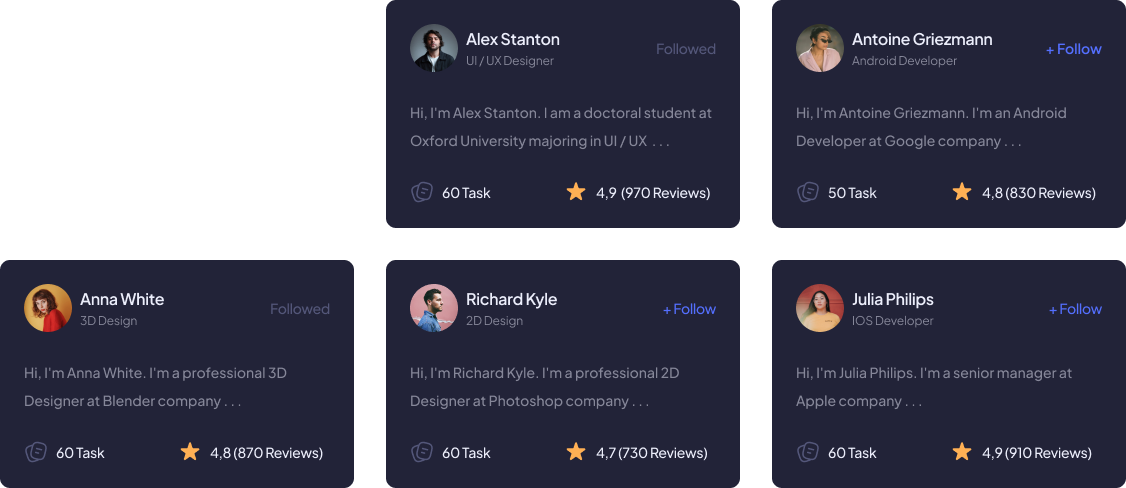 Alex Stanton
UI / UX Designer
Followed
Hi, I'm Alex Stanton. I am a doctoral student at
Oxford University majoring in UI / UX . . .
60 Task
4,9 (970 Reviews)
Antoine Griezmann
Android Developer
+ Follow
Hi, I'm Antoine Griezmann. I'm an Android
Developer at Google company . . .
50 Task
4,8 (830 Reviews)
Anna White
3D Design
Followed
Hi, I'm Anna White. I'm a professional 3D
Designer at Blender company . . .
60 Task
4,8 (870 Reviews)
Richard Kyle
2D Design
+ Follow
Hi, I'm Richard Kyle. I'm a professional 2D
Designer at Photoshop company . . .
60 Task
4,7 (730 Reviews)
Julia Philips
IOS Developer
+ Follow
Hi, I'm Julia Philips. I'm a senior manager at
Apple company . . .
60 Task
4,9 (910 Reviews)